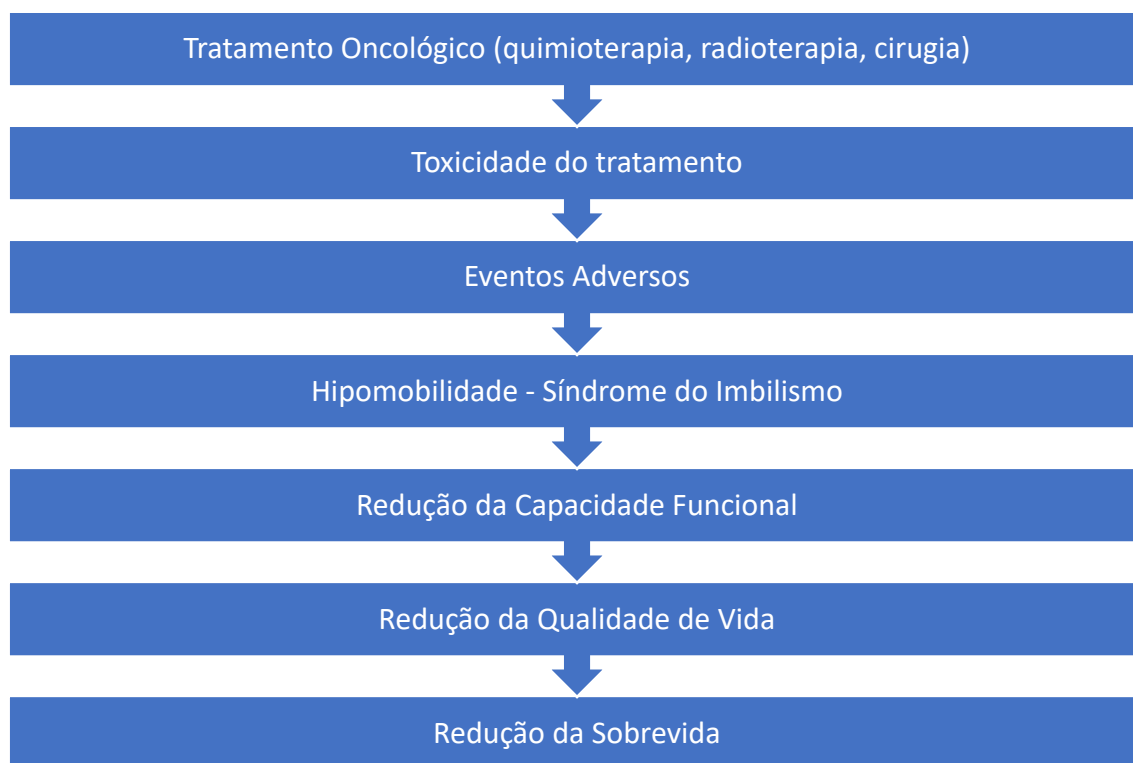 Tratamento Oncológico (quimioterapia, radioterapia, cirugia)
Toxicidade do tratamento
Eventos Adversos
Hipomobilidade - Síndrome do Imbilismo
Redução da Capacidade Funcional
Redução da Qualidade de Vida
Redução da Sobrevida